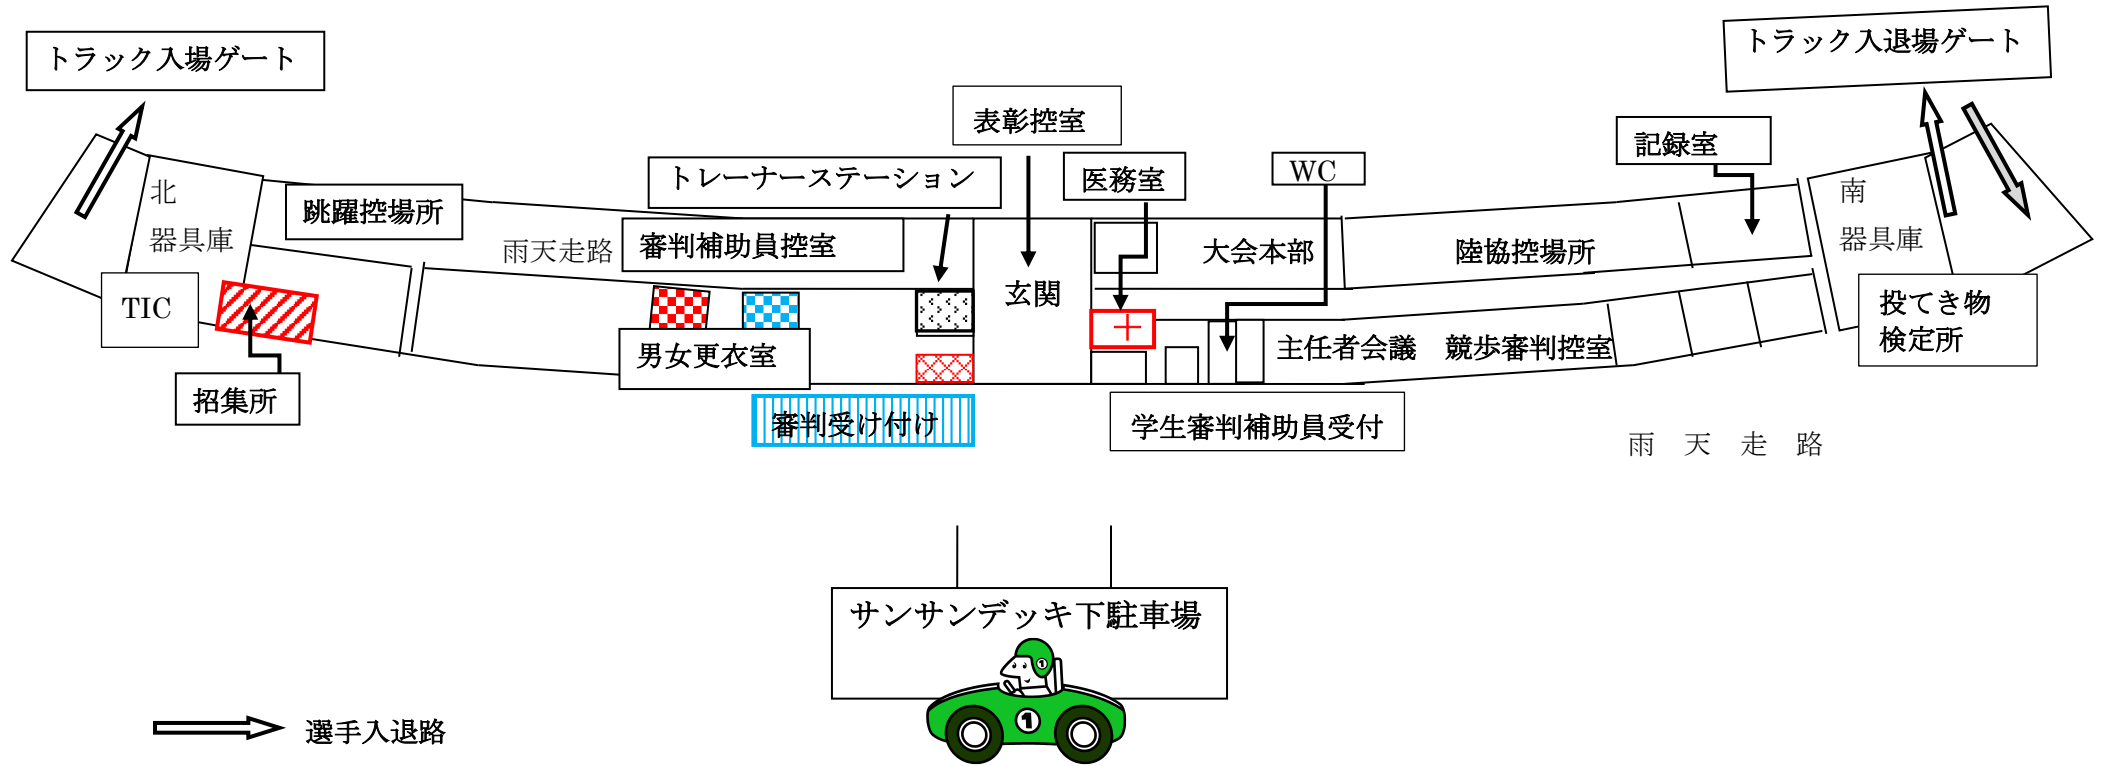 トラック入場ゲート
トラック入退場ゲート
表彰控室
記録室
トレーナーステーション
医務室
WC
北
器具庫
跳躍控場所
雨天走路
審判補助員控室
玄関
大会本部
陸協控場所
南
器具庫
TIC
投てき物
検定所
男女更衣室
主任者会議
競歩審判控室
招集所
審判受け付け
学生審判補助員受付
雨 天 走 路
サンサンデッキ下駐車場
1
1
選手入退路